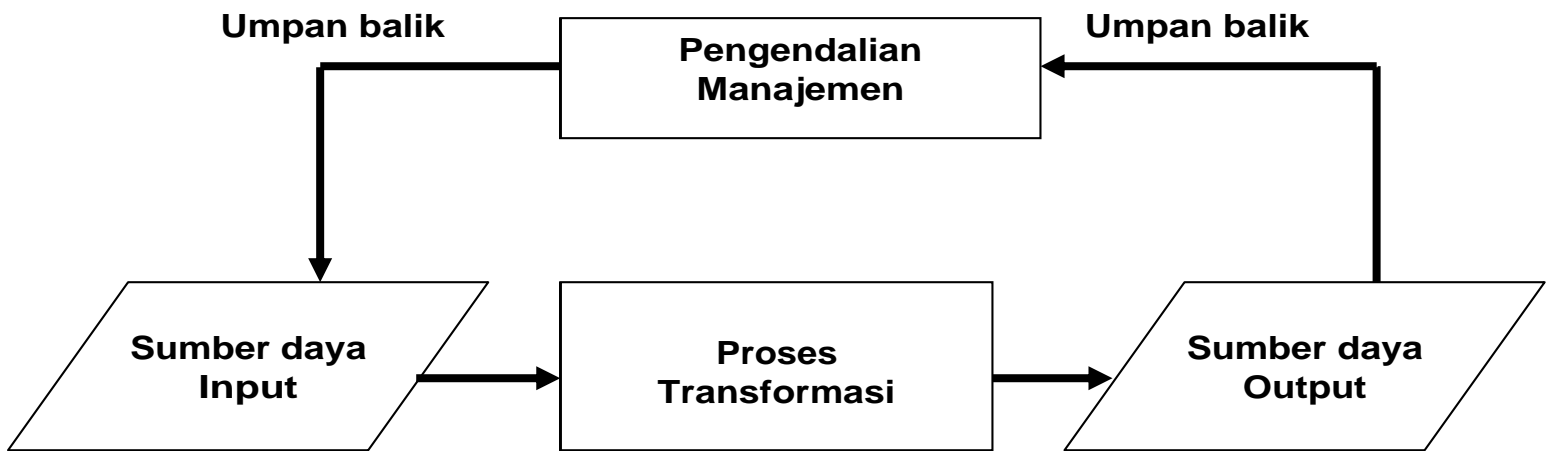 Umpan balik
Pengendalian
Manajemen
Umpan balik
Sumber daya
Input
Proses
Transformasi
Sumber daya
Output